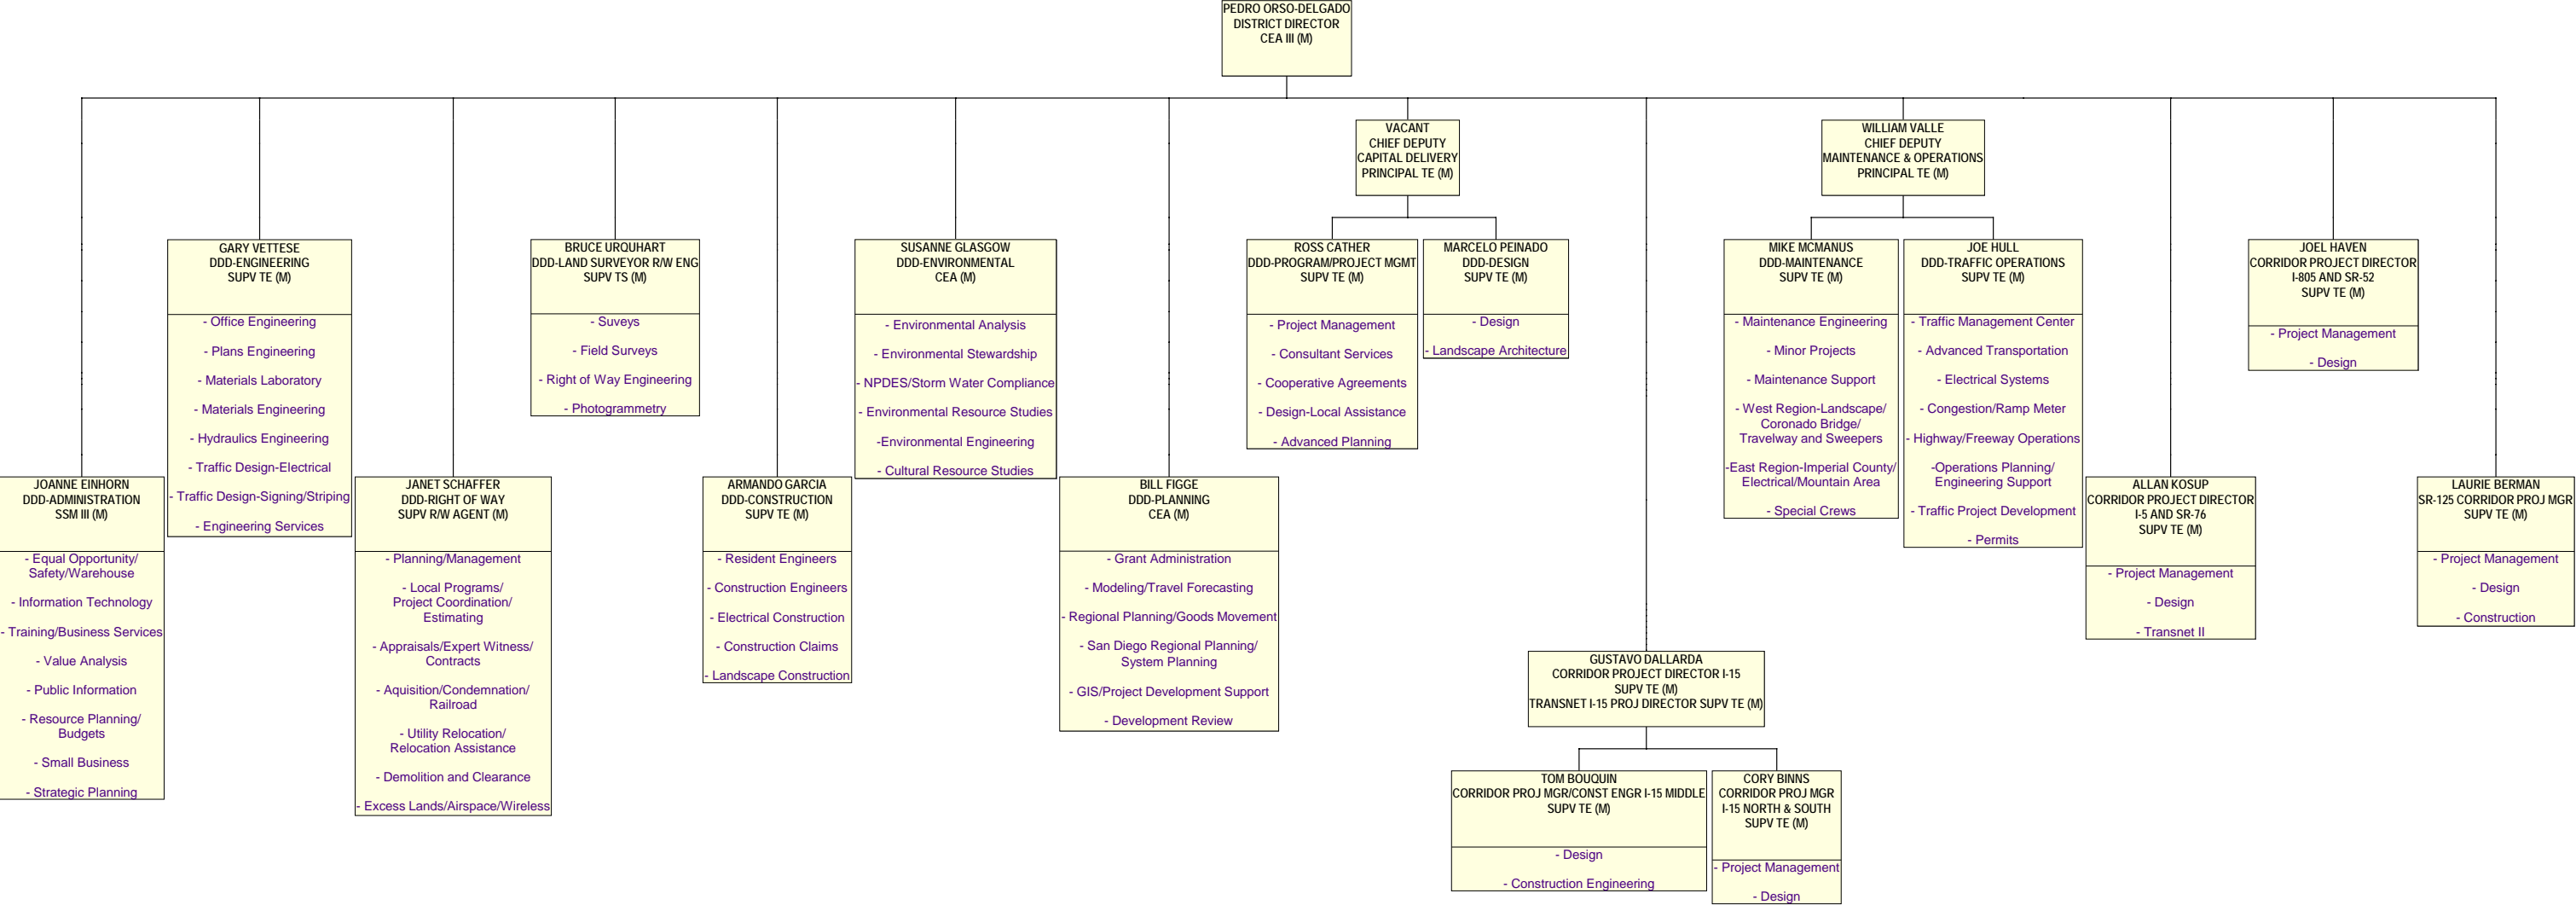 PEDRO ORSO-DELGADO
DISTRICT DIRECTOR
CEA III (M)
VACANT
CHIEF DEPUTY
CAPITAL DELIVERY
PRINCIPAL TE (M)
WILLIAM VALLE
CHIEF DEPUTY
MAINTENANCE & OPERATIONS
PRINCIPAL TE (M)
GARY VETTESE
DDD-ENGINEERING
SUPV TE (M)
- Office Engineering
- Plans Engineering
- Materials Laboratory
- Materials Engineering
- Hydraulics Engineering
- Traffic Design-Electrical
- Traffic Design-Signing/Striping
- Engineering Services
BRUCE URQUHART
DDD-LAND SURVEYOR R/W ENG
SUPV TS (M)
- Suveys
- Field Surveys
- Right of Way Engineering
- Photogrammetry
SUSANNE GLASGOW
DDD-ENVIRONMENTAL
CEA (M)
- Environmental Analysis
- Environmental Stewardship
- NPDES/Storm Water Compliance
- Environmental Resource Studies
-Environmental Engineering
- Cultural Resource Studies
ROSS CATHER
DDD-PROGRAM/PROJECT MGMT
SUPV TE (M)
- Project Management
- Consultant Services
- Cooperative Agreements
- Design-Local Assistance
- Advanced Planning
MARCELO PEINADO
DDD-DESIGN
SUPV TE (M)
- Design
- Landscape Architecture
MIKE MCMANUS
DDD-MAINTENANCE
SUPV TE (M)
- Maintenance Engineering
- Minor Projects
- Maintenance Support
- West Region-Landscape/
Coronado Bridge/
Travelway and Sweepers
-East Region-Imperial County/
Electrical/Mountain Area
- Special Crews
JOE HULL
DDD-TRAFFIC OPERATIONS
SUPV TE (M)
- Traffic Management Center
- Advanced Transportation
- Electrical Systems
- Congestion/Ramp Meter
- Highway/Freeway Operations
-Operations Planning/
Engineering Support
- Traffic Project Development
- Permits
JOEL HAVEN
CORRIDOR PROJECT DIRECTOR
I-805 AND SR-52
SUPV TE (M)
- Project Management
- Design
JOANNE EINHORN
DDD-ADMINISTRATION
SSM III (M)
- Equal Opportunity/
Safety/Warehouse
- Information Technology
- Training/Business Services
- Value Analysis
- Public Information
- Resource Planning/
Budgets
- Small Business
- Strategic Planning
JANET SCHAFFER
DDD-RIGHT OF WAY
SUPV R/W AGENT (M)
- Planning/Management
- Local Programs/
Project Coordination/
Estimating
- Appraisals/Expert Witness/
Contracts
- Aquisition/Condemnation/
Railroad
- Utility Relocation/
Relocation Assistance
- Demolition and Clearance
- Excess Lands/Airspace/Wireless
ARMANDO GARCIA
DDD-CONSTRUCTION
SUPV TE (M)
- Resident Engineers
- Construction Engineers
- Electrical Construction
- Construction Claims
- Landscape Construction
BILL FIGGE
DDD-PLANNING
CEA (M)
- Grant Administration
- Modeling/Travel Forecasting
- Regional Planning/Goods Movement
- San Diego Regional Planning/
System Planning
- GIS/Project Development Support
- Development Review
ALLAN KOSUP
CORRIDOR PROJECT DIRECTOR
I-5 AND SR-76
SUPV TE (M)
- Project Management
- Design
- Transnet II
LAURIE BERMAN
SR-125 CORRIDOR PROJ MGR
SUPV TE (M)
- Project Management
- Design
- Construction
GUSTAVO DALLARDA
CORRIDOR PROJECT DIRECTOR I-15
SUPV TE (M)
TRANSNET I-15 PROJ DIRECTOR SUPV TE (M)
TOM BOUQUIN
CORRIDOR PROJ MGR/CONST ENGR I-15 MIDDLE
SUPV TE (M)
- Design
- Construction Engineering
CORY BINNS
CORRIDOR PROJ MGR
I-15 NORTH & SOUTH
SUPV TE (M)
- Project Management
- Design